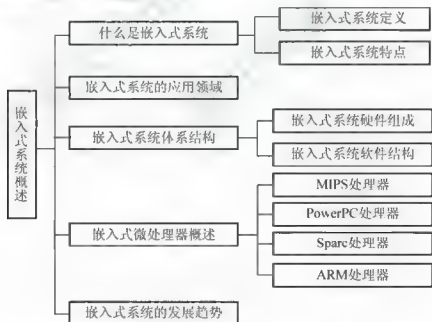 嵌入式系统概述
什么是嵌入式系统
嵌入式系统定义
嵌入式系统特点
嵌入式系统的应用领域
嵌入式系统体系结构
嵌入式系统硬件组成
嵌入式系统软件结构
嵌入式微处理器概述
MIPS处理器
PowerPC处理器
Sparc处理器
ARM处理器
嵌入式系统的发展趋势